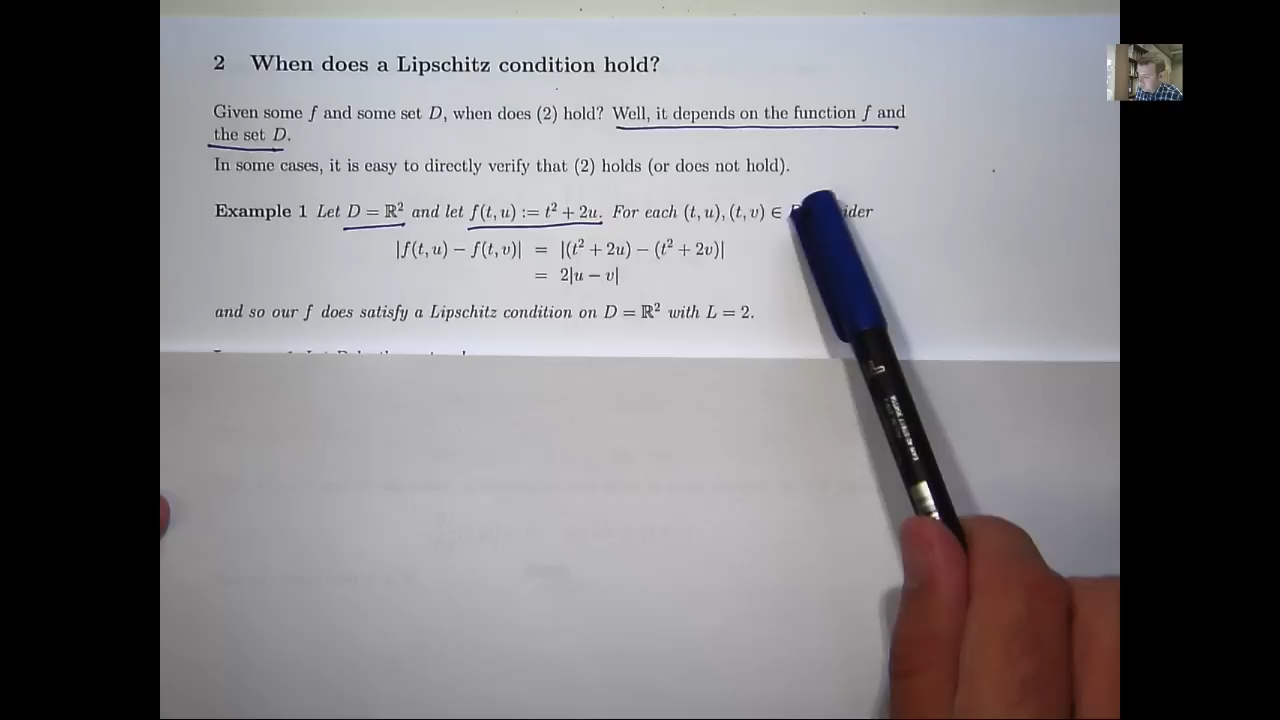 2 When does a Lipschitz condition hold?
Given some f and some set D, when does (2) hold? Well, it depends on the function f and
the set D.
In some cases, it is easy to directly verify that (2) holds (or does not hold).
Example 1 Let D = ℝ² and let f(t, u) := t² + 2u. For each (t, u), (t, v) ∈
|f(t, u) − f(t, v)| = |(t² + 2u) − (t² + 2v)|
= 2|u − v|
and so our f does satisfy a Lipschitz condition on D = ℝ² with L = 2.